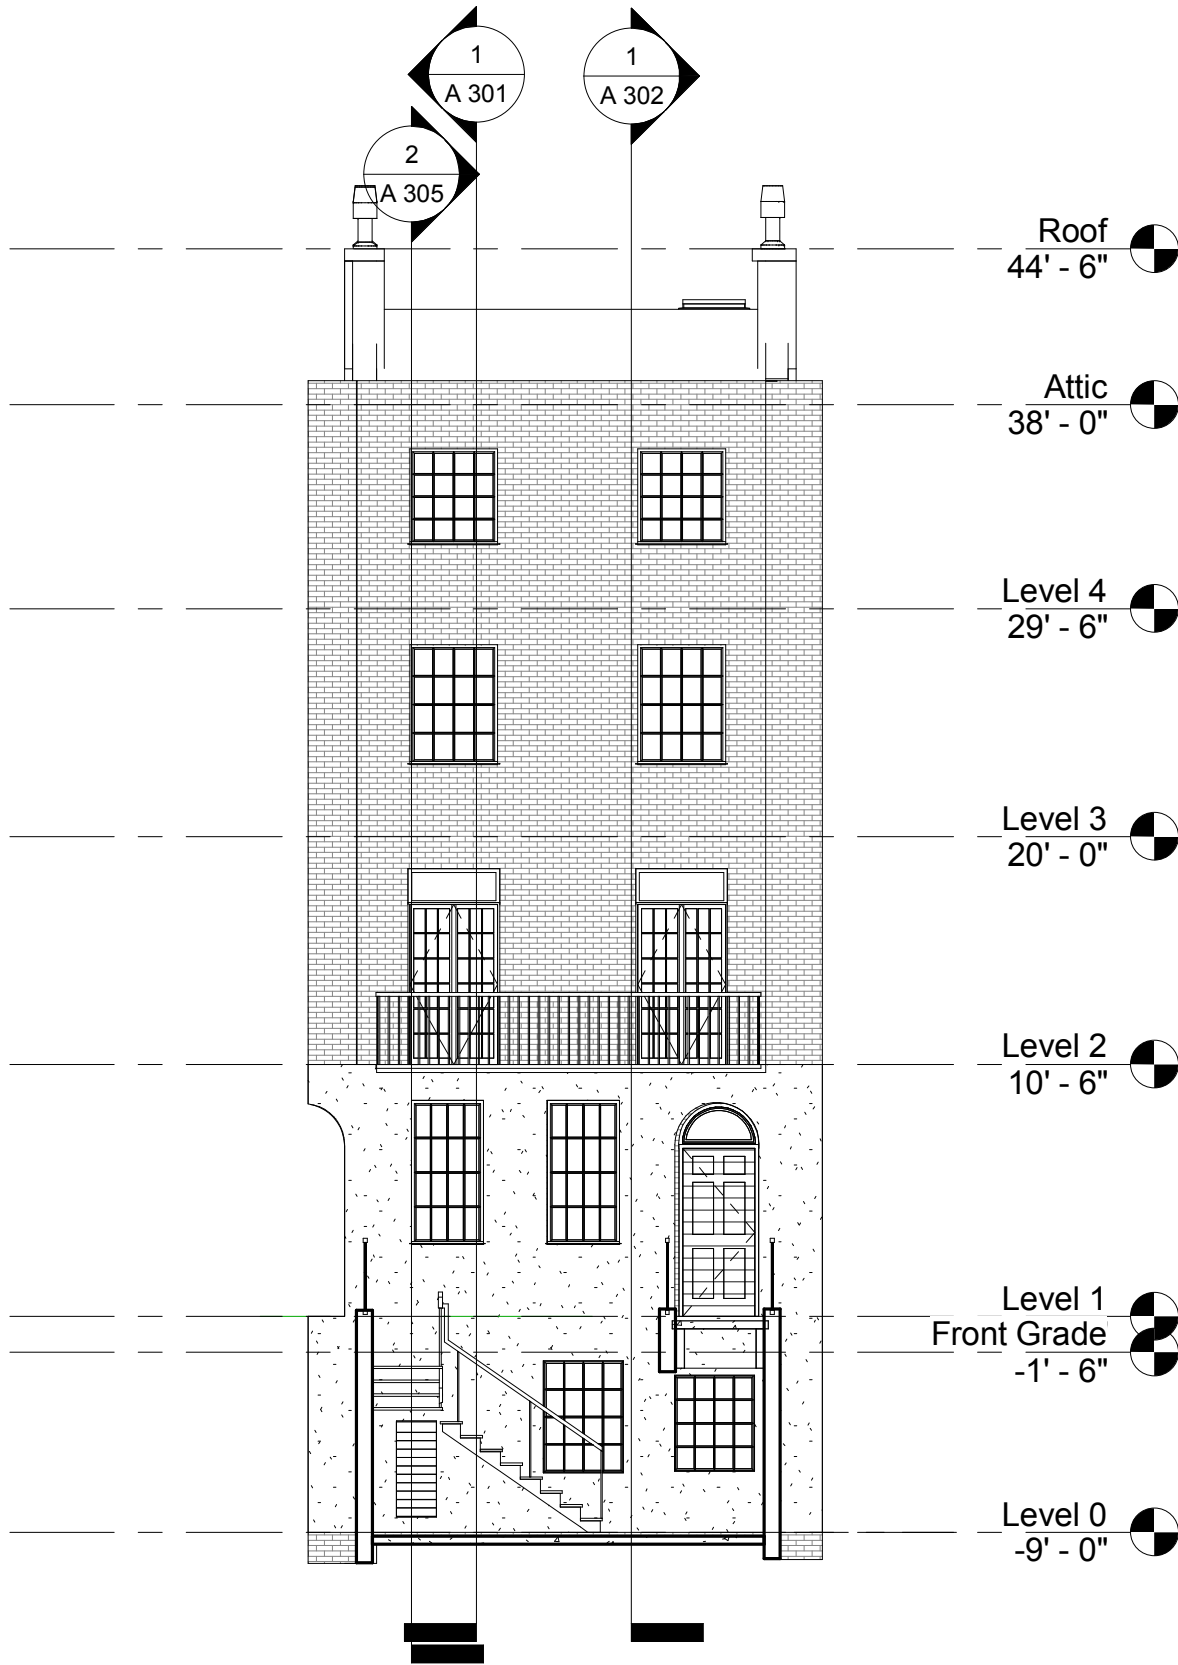 1
A 301
1
A 302
2
A 305
Roof
44' - 6"
Attic
38' - 0"
Level 4
29' - 6"
Level 3
20' - 0"
Level 2
10' - 6"
Level 1
Front Grade
-1' - 6"
Level 0
-9' - 0"